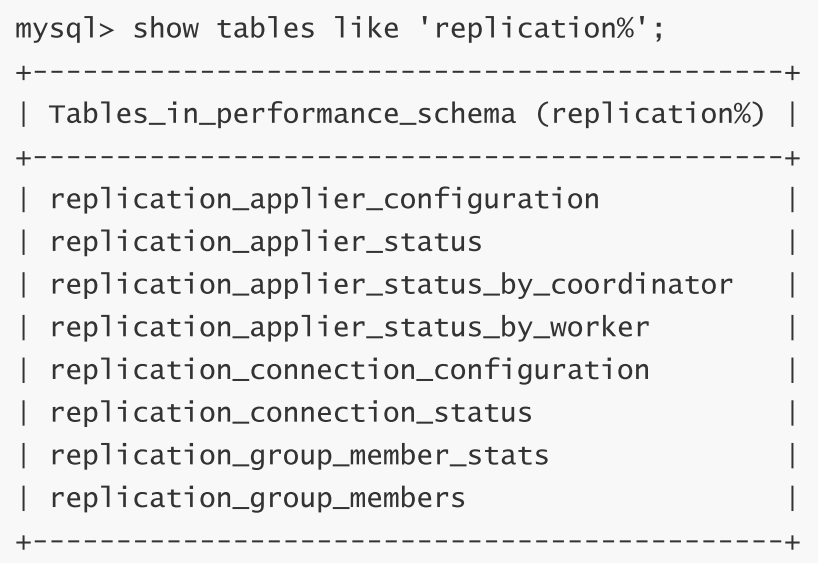 mysql> show tables like 'replication%';
+---------------------------------------------+
| Tables_in_performance_schema (replication%) |
+---------------------------------------------+
| replication_applier_configuration           |
| replication_applier_status                  |
| replication_applier_status_by_coordinator   |
| replication_applier_status_by_worker        |
| replication_connection_configuration        |
| replication_connection_status               |
| replication_group_member_stats              |
| replication_group_members                   |
+---------------------------------------------+